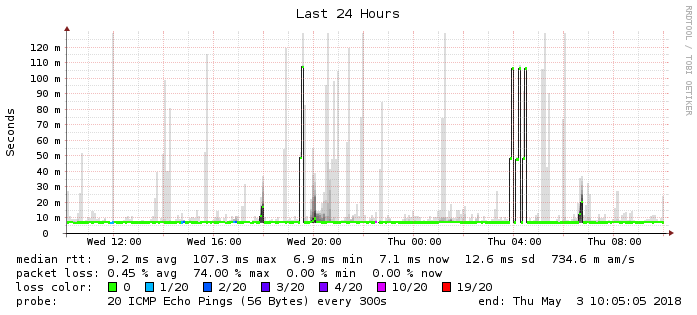 Last 24 Hours
RRDTOOL / TOBI OETIKER
Seconds
120 m
110 m
100 m
90 m
80 m
70 m
60 m
50 m
40 m
30 m
20 m
10 m
0
Wed 12:00 Wed 16:00 Wed 20:00 Thu 00:00 Thu 04:00 Thu 08:00
median rtt: 9.2 ms avg 107.3 ms max 6.9 ms min 7.1 ms now 12.6 ms sd 734.6 m am/s
packet loss: 0.45 % avg 74.00 % max 0.00 % min 0.00 % now
loss color: 0 1/20 2/20 3/20 4/20 10/20 19/20
probe: 20 ICMP Echo Pings (56 Bytes) every 300s end: Thu May 3 10:05:05 2018